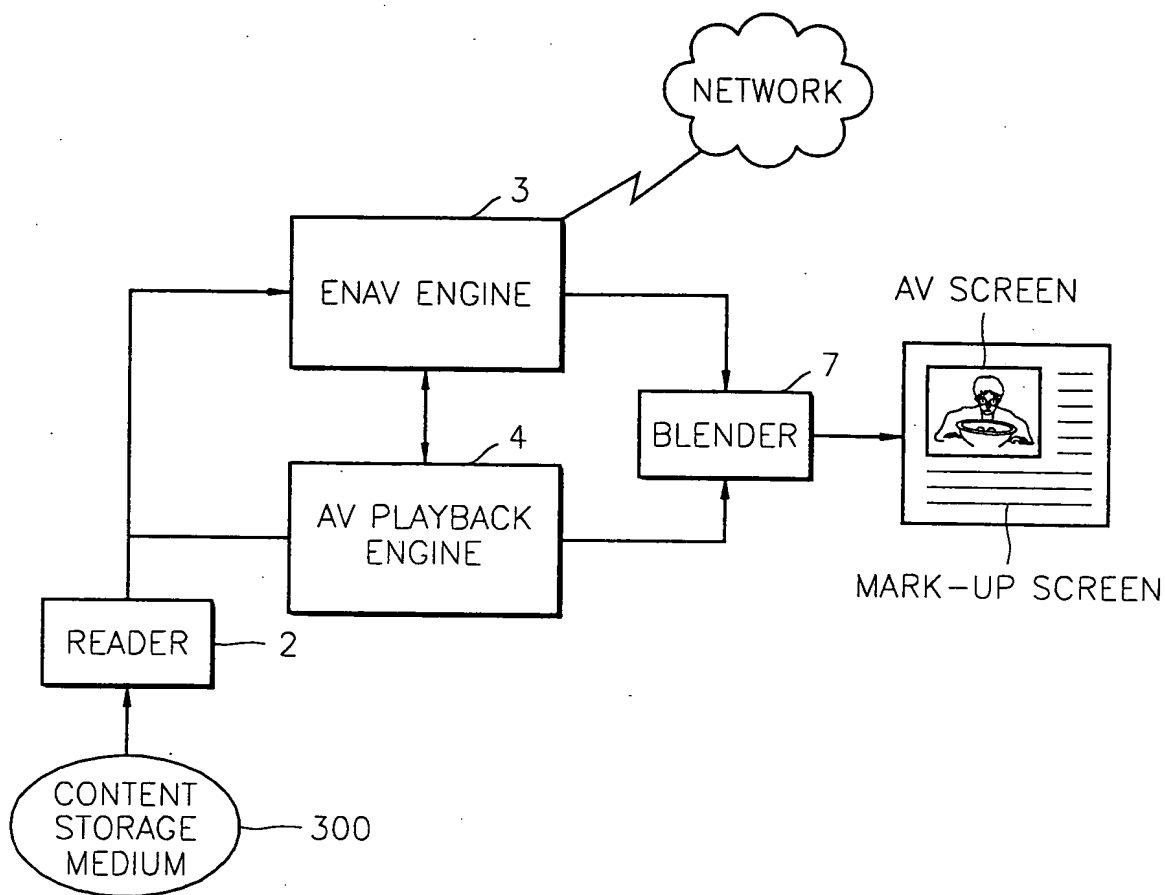 NETWORK
3
ENAV ENGINE
AV SCREEN
7
BLENDER
4
AV PLAYBACK
ENGINE
MARK-UP SCREEN
READER
2
CONTENT
STORAGE
MEDIUM
300